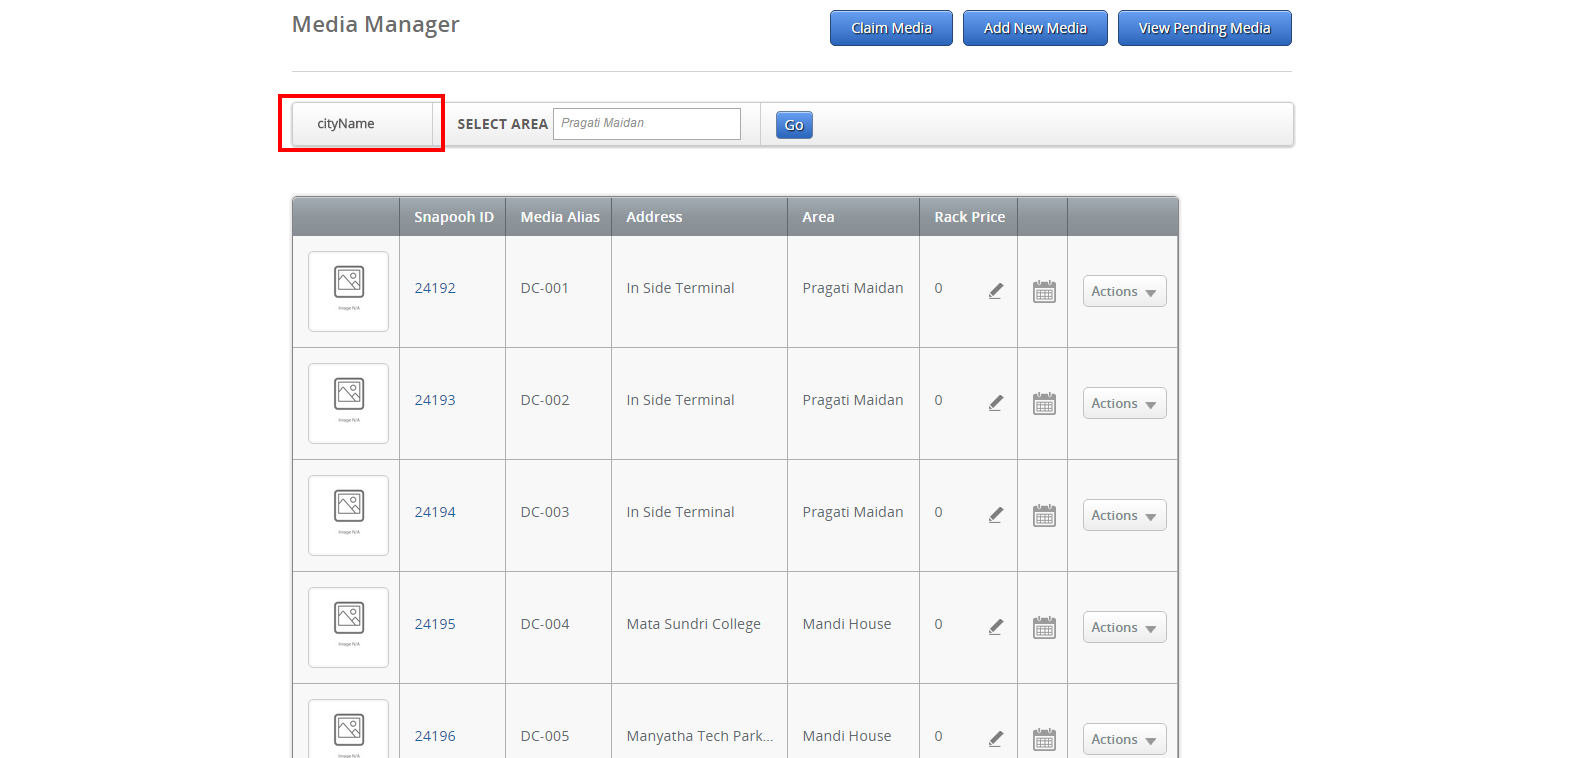 Media Manager
Claim Media
Add New Media
View Pending Media
cityName
SELECT AREA
Pragati Maidan
Go
Snapooh ID Media Alias Address Area Rack Price
Image N/A
24192 DC-001 In Side Terminal Pragati Maidan 0 Actions
Image N/A
24193 DC-002 In Side Terminal Pragati Maidan 0 Actions
Image N/A
24194 DC-003 In Side Terminal Pragati Maidan 0 Actions
Image N/A
24195 DC-004 Mata Sundri College Mandi House 0 Actions
Image N/A
24196 DC-005 Manyatha Tech Park... Mandi House 0 Actions
Image N/A